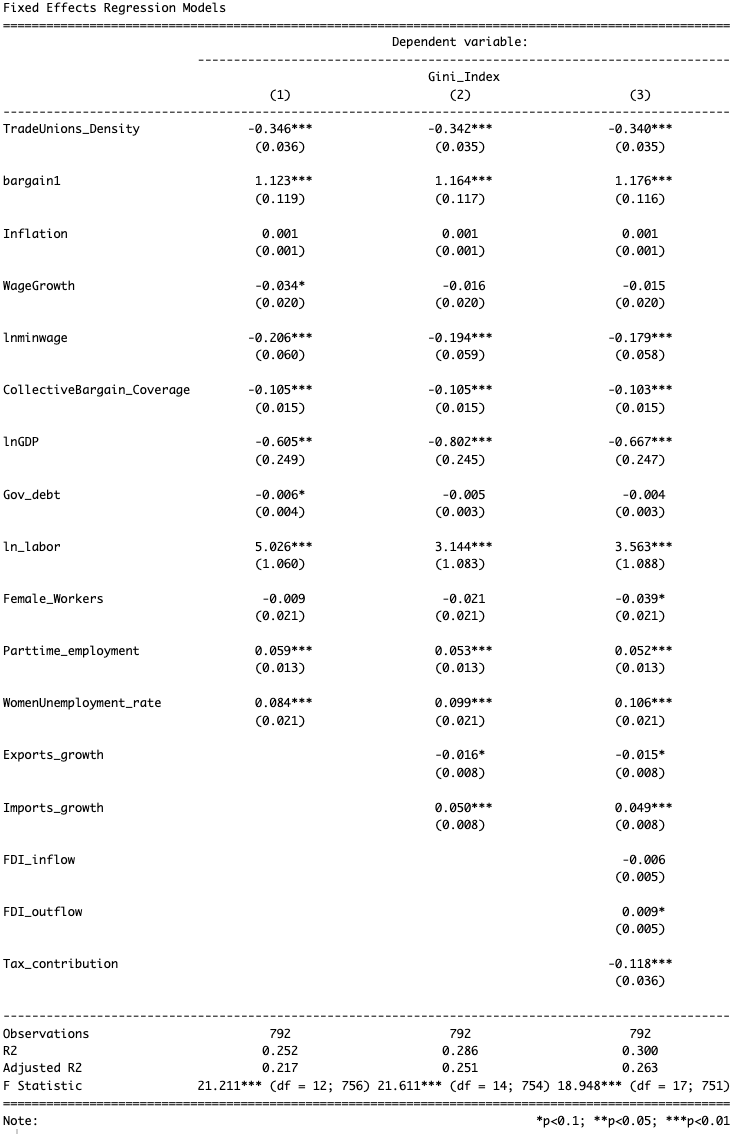 Fixed Effects Regression Models
==========================================================================================
Dependent variable:
---------------------------------------------------------------------
Gini_Index
(1) (2) (3)
------------------------------------------------------------------------------------------
TradeUnions_Density -0.346*** -0.342*** -0.340***
(0.036) (0.035) (0.035)
bargain1 1.123*** 1.164*** 1.176***
(0.119) (0.117) (0.116)
Inflation 0.001 0.001 0.001
(0.001) (0.001) (0.001)
WageGrowth -0.034* -0.016 -0.015
(0.020) (0.020) (0.020)
lnminwage -0.206*** -0.194*** -0.179***
(0.060) (0.059) (0.058)
CollectiveBargain_Coverage -0.105*** -0.105*** -0.103***
(0.015) (0.015) (0.015)
lnGDP -0.605** -0.802*** -0.667***
(0.249) (0.245) (0.247)
Gov_debt -0.006* -0.005 -0.004
(0.004) (0.003) (0.003)
ln_labor 5.026*** 3.144*** 3.563***
(1.060) (1.083) (1.088)
Female_Workers -0.009 -0.021 -0.039*
(0.021) (0.021) (0.021)
Parttime_employment 0.059*** 0.053*** 0.052***
(0.013) (0.013) (0.013)
WomenUnemployment_rate 0.084*** 0.099*** 0.106***
(0.021) (0.021) (0.021)
Exports_growth -0.016* -0.015*
(0.008) (0.008)
Imports_growth 0.050*** 0.049***
(0.008) (0.008)
FDI_inflow -0.006
(0.005)
FDI_outflow 0.009*
(0.005)
Tax_contribution -0.118***
(0.036)
------------------------------------------------------------------------------------------
Observations 792 792 792
R2 0.252 0.286 0.300
Adjusted R2 0.217 0.251 0.263
F Statistic 21.211*** (df = 12; 756) 21.611*** (df = 14; 754) 18.948*** (df = 17; 751)
==========================================================================================
Note: *p<0.1; **p<0.05; ***p<0.01